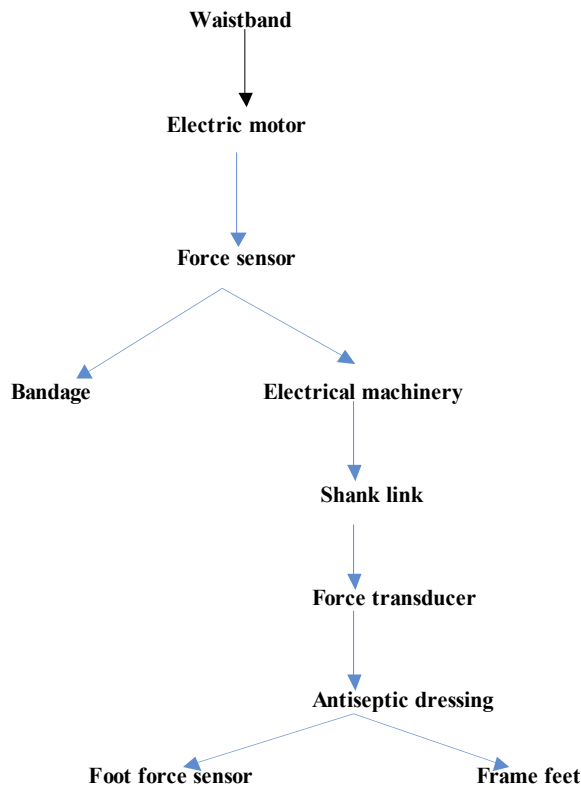 Waistband
Electric motor
Force sensor
Bandage
Electrical machinery
Shank link
Force transducer
Antiseptic dressing
Foot force sensor
Frame feet